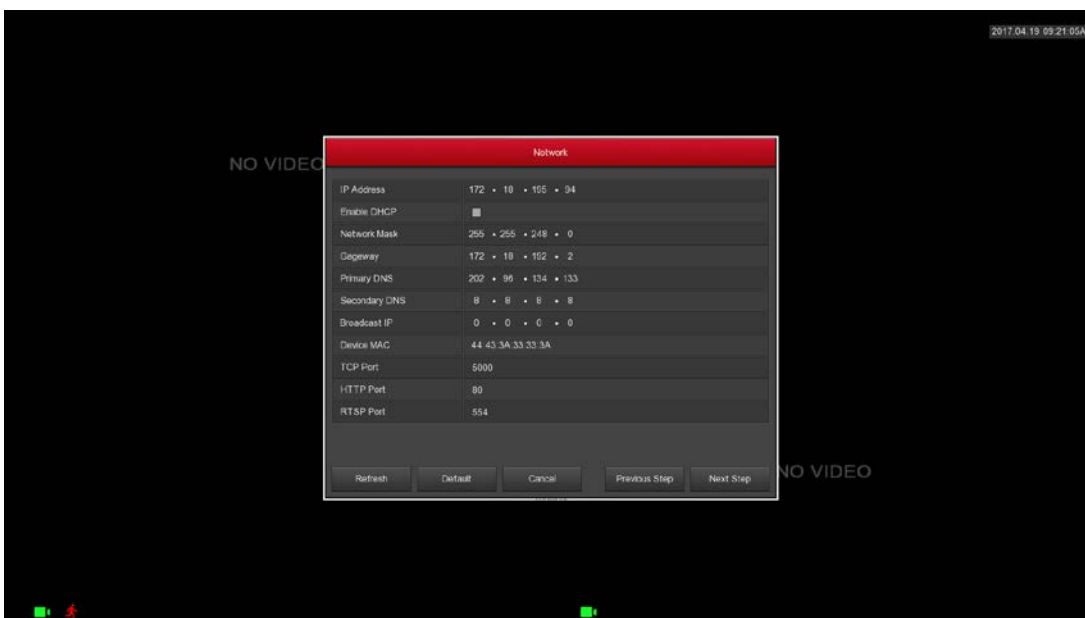 2017.04.19 09:21:05A
NO VIDEO
Network
IP Address 172 . 18 . 195 . 94
Enable DHCP
Network Mask 255 . 255 . 248 . 0
Gageway 172 . 18 . 192 . 2
Primary DNS 202 . 96 . 134 . 133
Secondary DNS 8 . 8 . 8 . 8
Broadcast IP 0 . 0 . 0 . 0
Device MAC 44:43:3A:33:33:3A
TCP Port 5000
HTTP Port 80
RTSP Port 554
NO VIDEO
Refresh Default Cancel Previous Step Next Step